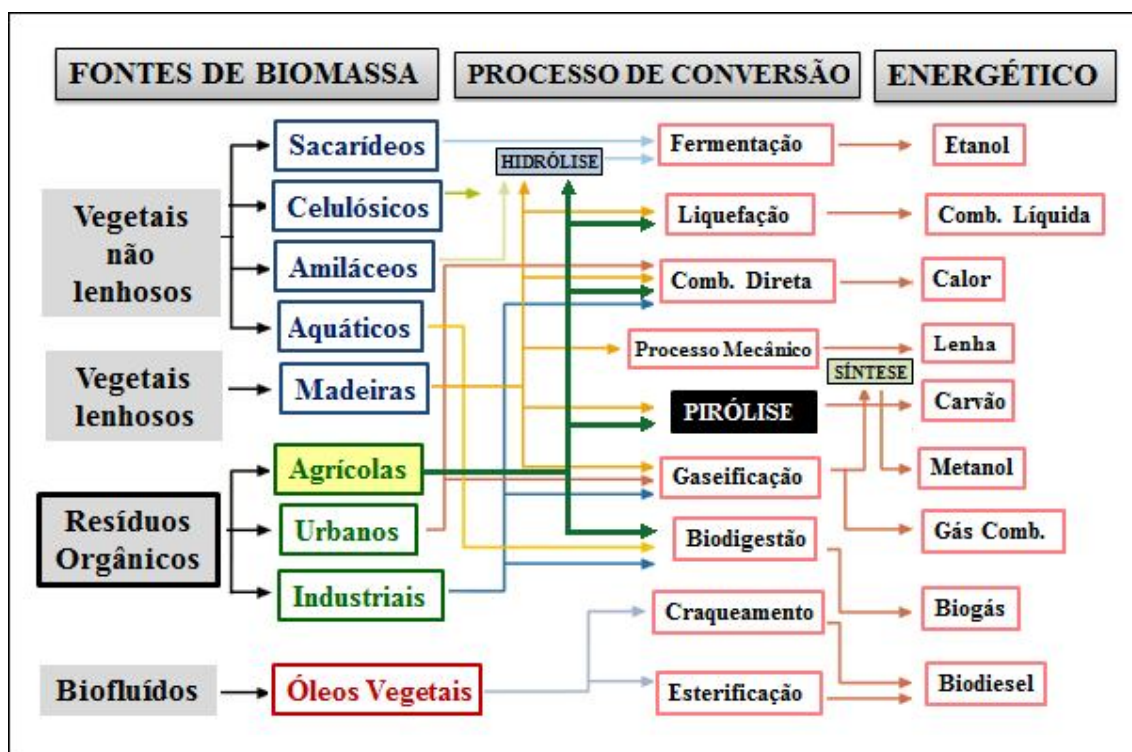 FONTES DE BIOMASSA
PROCESSO DE CONVERSÃO
ENERGÉTICO
Vegetais
não
lenhosos
Sacarídeos
Celulósicos
Amiláceos
Aquáticos
Vegetais
lenhosos
Madeiras
Resíduos
Orgânicos
Agrícolas
Urbanos
Industriais
Biofluídos
Óleos Vegetais
HIDRÓLISE
Fermentação
Liquefação
Comb. Direta
Processo Mecânico
PIRÓLISE
Gaseificação
Biodigestão
Craqueamento
Esterificação
SÍNTESE
Etanol
Comb. Líquida
Calor
Lenha
Carvão
Metanol
Gás Comb.
Biogás
Biodiesel